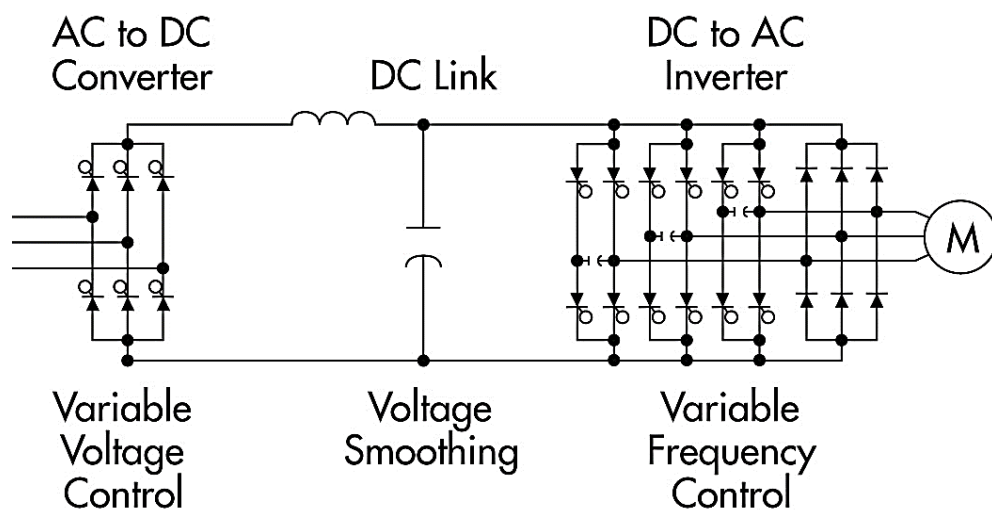 AC to DC
Converter
DC Link
DC to AC
Inverter
M
Variable
Voltage
Control
Voltage
Smoothing
Variable
Frequency
Control